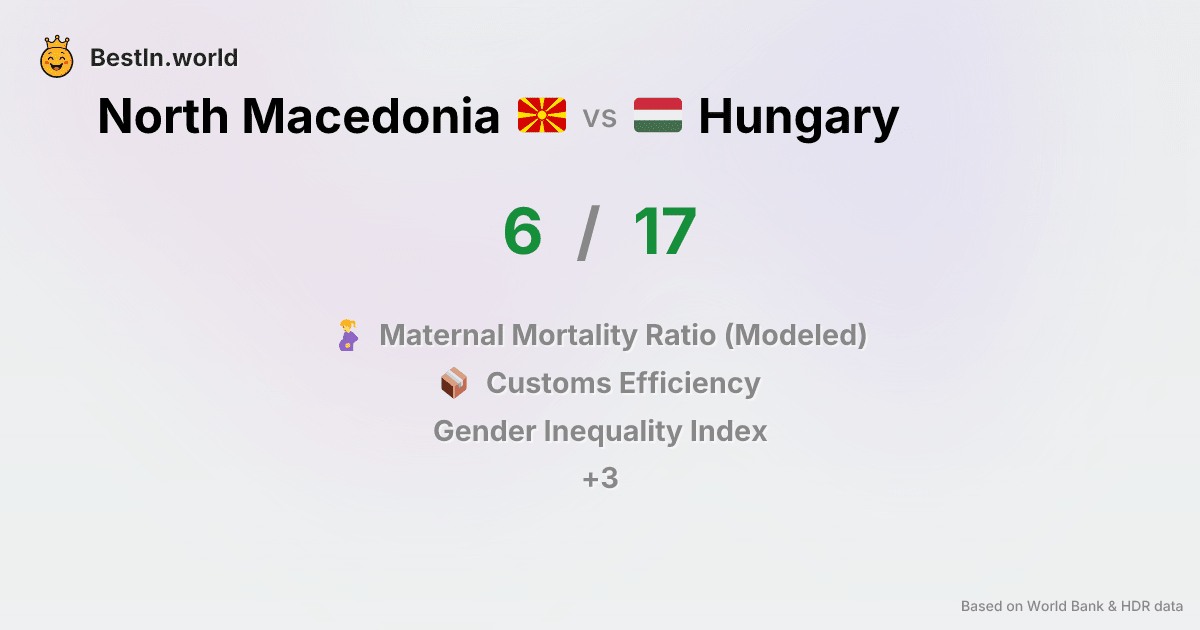 BestIn.world
North Macedonia vs Hungary
6 / 17
Maternal Mortality Ratio (Modeled)
Customs Efficiency
Gender Inequality Index
+3
Based on World Bank & HDR data